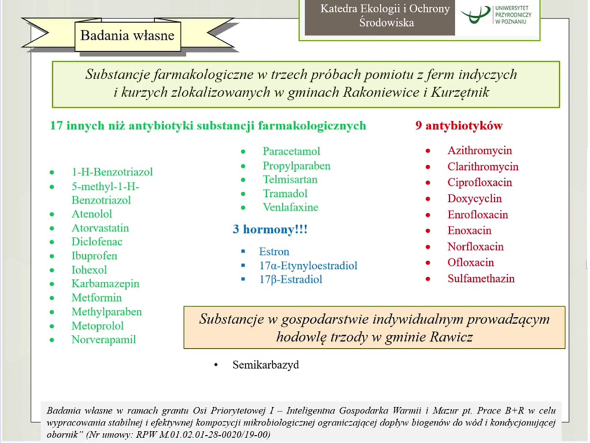 Katedra Ekologii i Ochrony
Środowiska
UNIWERSYTET
PRZYRODNICZY
W POZNANIU
Badania własne
Substancje farmakologiczne w trzech próbach pomiotu z ferm indyczych
i kurzych zlokalizowanych w gminach Rakoniewice i Kurzętnik
17 innych niż antybiotyki substancji farmakologicznych
• 1-H-Benzotriazol
• 5-methyl-1-H-
Benzotriazol
• Atenolol
• Atorvastatin
• Diclofenac
• Ibuprofen
• Iohexol
• Karbamazepin
• Metformin
• Methylparaben
• Metoprolol
• Norverapamil
• Paracetamol
• Propylparaben
• Telmisartan
• Tramadol
• Venlafaxine
3 hormony!!!
▪ Estron
▪ 17α-Etynyloestradiol
▪ 17β-Estradiol
9 antybiotyków
• Azithromycin
• Clarithromycin
• Ciprofloxacin
• Doxycyclin
• Enrofloxacin
• Enoxacin
• Norfloxacin
• Ofloxacin
• Sulfamethazin
Substancje w gospodarstwie indywidualnym prowadzącym
hodowlę trzody w gminie Rawicz
• Semikarbazyd
Badania własne w ramach grantu Osi Priorytetowej I – Inteligentna Gospodarka Warmii i Mazur pt. Prace B+R w celu
wypracowania stabilnej i efektywnej kompozycji mikrobiologicznej ograniczającej dopływ biogenów do wód i kondycjonującej
obornik” (Nr umowy: RPW M.01.02.01-28-0020/19-00)